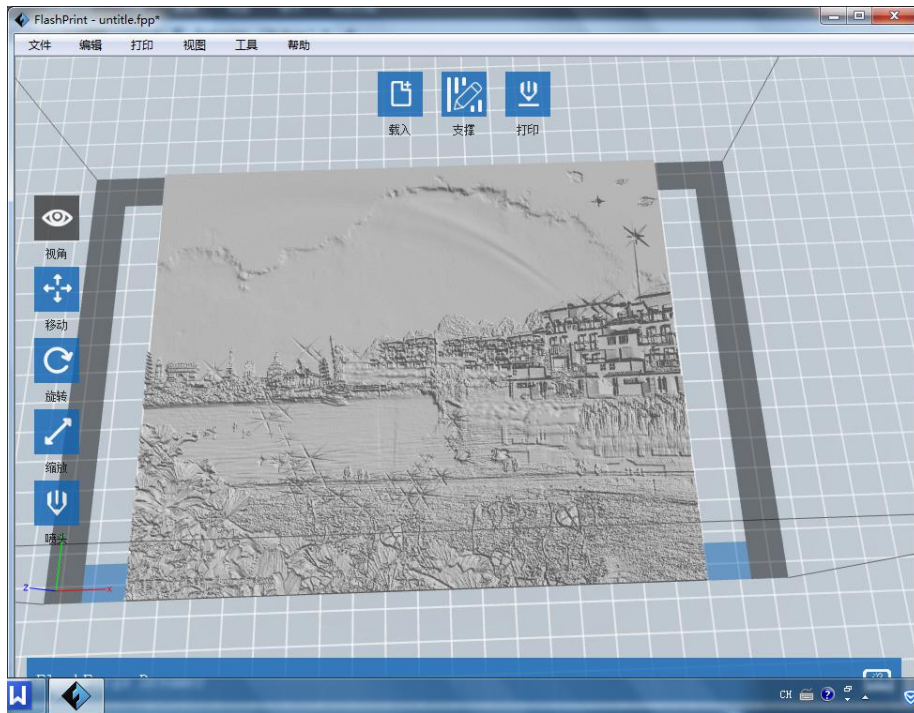 FlashPrint - untitle.fpp*
文件 编辑 打印 视图 工具 帮助
载入 支撑 打印
视角
移动
旋转
缩放
喷头
z x
W
CH